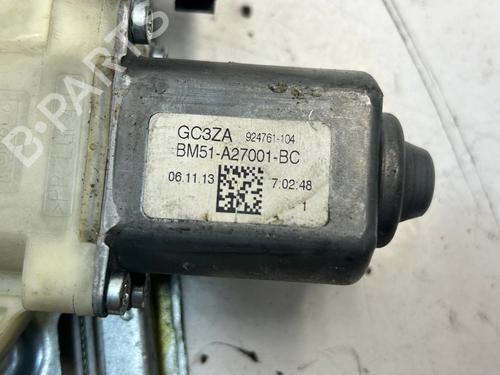 B-PARTS
GC3ZA 924761-104
BM51-A27001-BC
06.11.13 7:02:48
1